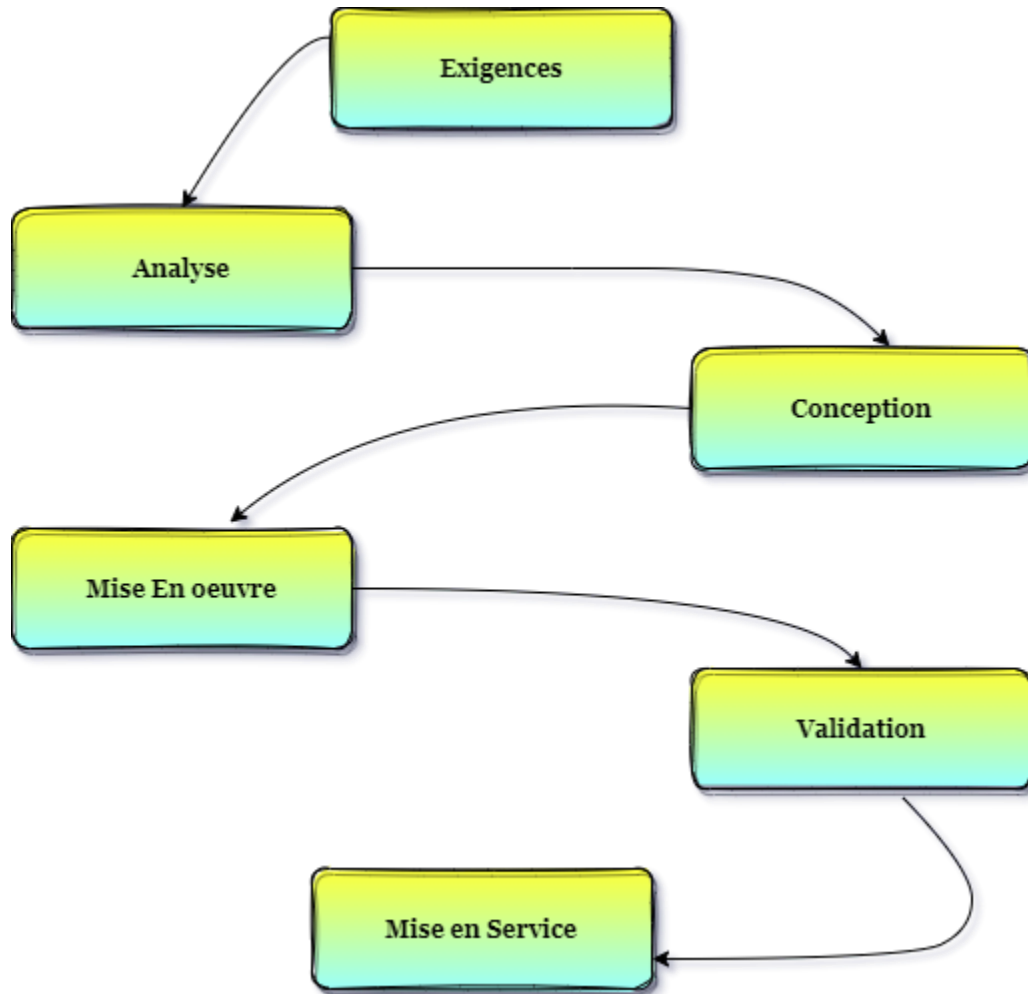 Exigences
Analyse
Conception
Mise En oeuvre
Validation
Mise en Service